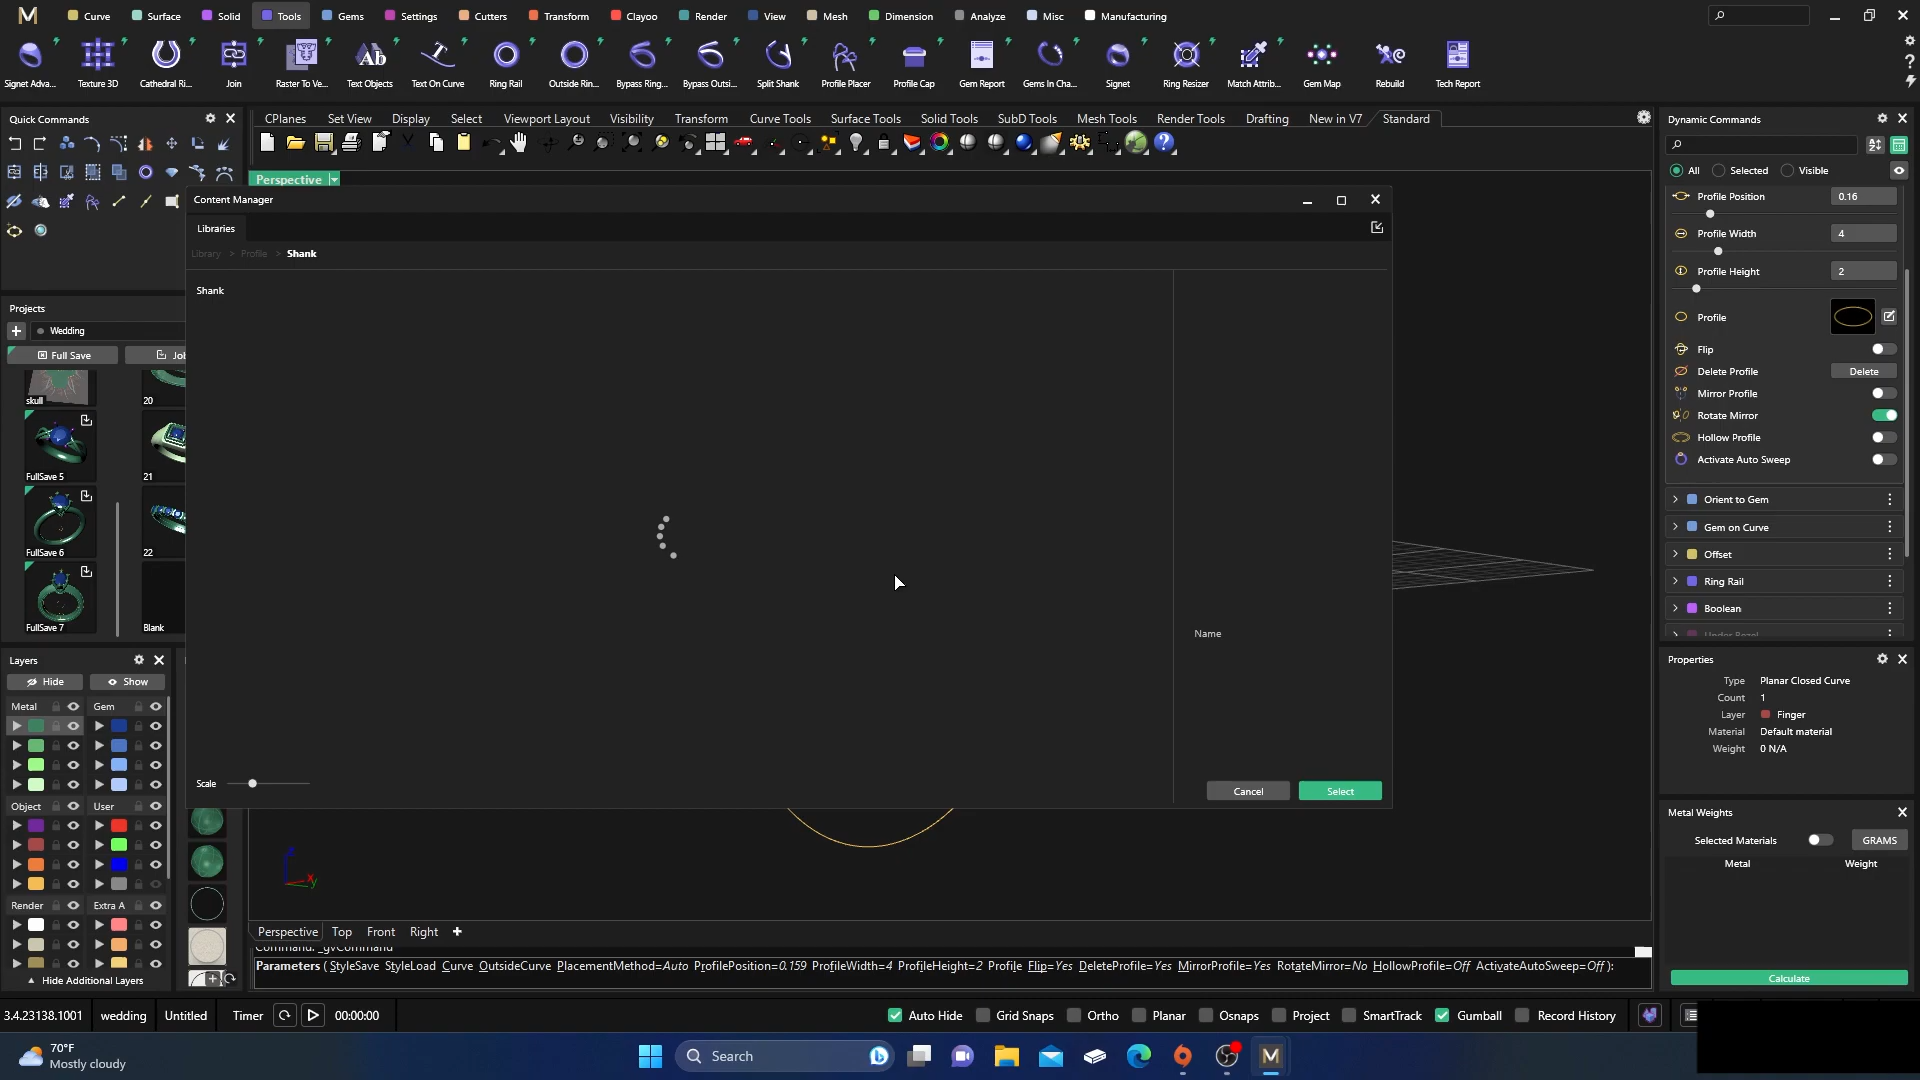 M Curve Surface Solid Tools Gems Settings Cutters Transform Clayoo Render View Mesh Dimension Analyze Misc Manufacturing
Signet Adva... Texture 3D Cathedral Ri... Join Raster To Ve... Text Objects Text On Curve Ring Rail Outside Rin... Bypass Ring... Bypass Outsi... Split Shank Profile Placer Profile Cap Gem Report Gems In Cha... Signet Ring Resizer Match Attrib... Gem Map Rebuild Tech Report
Quick Commands
CPlanes Set View Display Select Viewport Layout Visibility Transform Curve Tools Surface Tools Solid Tools SubD Tools Mesh Tools Render Tools Drafting New in V7 Standard
Perspective
Content Manager
Libraries
Library > Profile > Shank
Shank
Name
Scale
Cancel Select
Projects
Wedding
Full Save Jo
skull 20
FullSave 5 21
FullSave 6 22
FullSave 7 Blank
Layers
Hide Show
Metal Gem
Object User
Render Extra A
Hide Additional Layers
Dynamic Commands
All Selected Visible
Profile Position 0.16
Profile Width 4
Profile Height 2
Profile
Flip
Delete Profile Delete
Mirror Profile
Rotate Mirror
Hollow Profile
Activate Auto Sweep
Orient to Gem
Gem on Curve
Offset
Ring Rail
Boolean
Under Bezel
Properties
Type Planar Closed Curve
Count 1
Layer Finger
Material Default material
Weight 0 N/A
Metal Weights
Selected Materials GRAMS
Metal Weight
Calculate
z x y
Perspective Top Front Right
Command: _gvCommand
Parameters ( StyleSave StyleLoad Curve OutsideCurve PlacementMethod=Auto ProfilePosition=0.159 ProfileWidth=4 ProfileHeight=2 Profile Flip=Yes DeleteProfile=Yes MirrorProfile=Yes RotateMirror=No HollowProfile=Off ActivateAutoSweep=Off ):
3.4.23138.1001 wedding Untitled Timer 00:00:00 Auto Hide Grid Snaps Ortho Planar Osnaps Project SmartTrack Gumball Record History
70°F
Mostly cloudy
Search
M